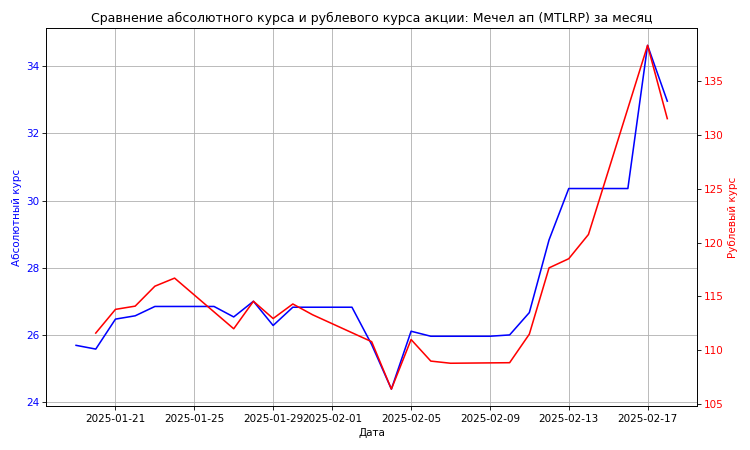 Сравнение абсолютного курса и рублевого курса акции: Мечел ап (MTLRP) за месяц
Абсолютный курс
34
32
30
28
26
24
135
130
125
120
115
110
105
Рублевый курс
2025-01-21 2025-01-25 2025-01-29 2025-02-01 2025-02-05 2025-02-09 2025-02-13 2025-02-17
Дата